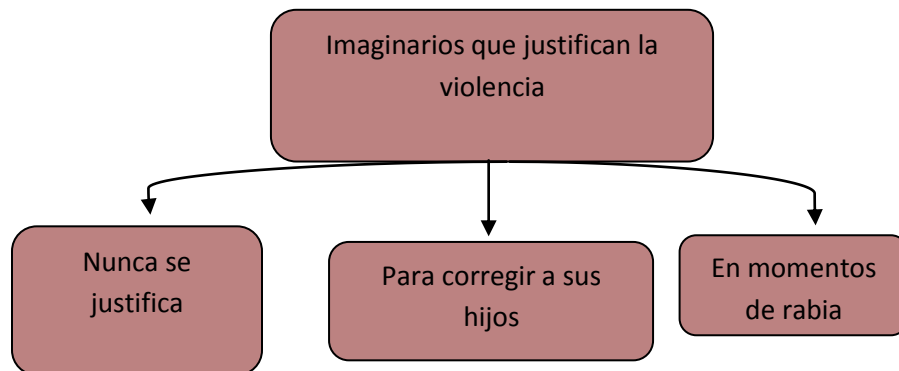 Imaginarios que justifican la
violencia
Nunca se
justifica
Para corregir a sus
hijos
En momentos
de rabia